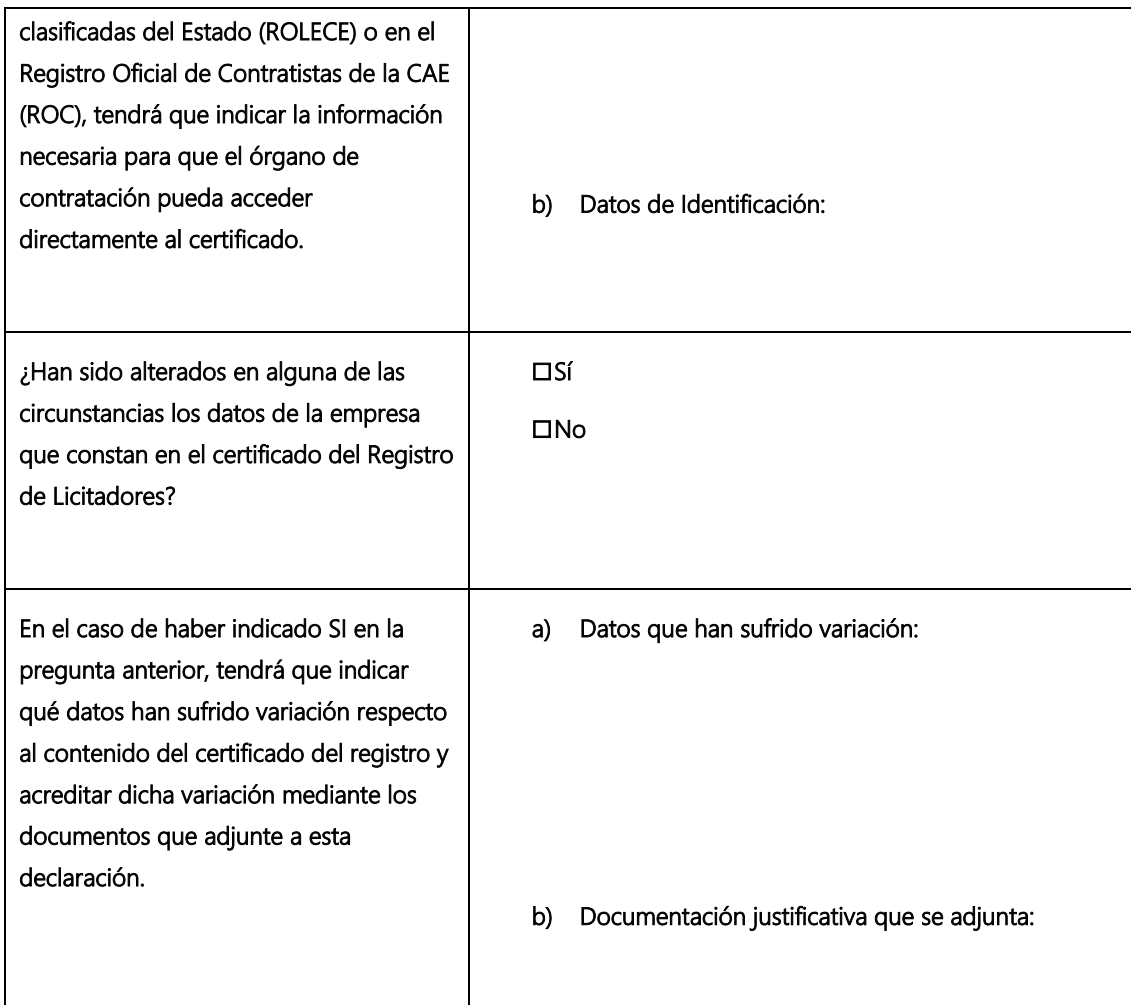 clasificadas del Estado (ROLECE) o en el
Registro Oficial de Contratistas de la CAE
(ROC), tendrá que indicar la información
necesaria para que el órgano de
contratación pueda acceder
directamente al certificado.
b) Datos de Identificación:
¿Han sido alterados en alguna de las
circunstancias los datos de la empresa
que constan en el certificado del Registro
de Licitadores?
☐Sí
☐No
En el caso de haber indicado SI en la
pregunta anterior, tendrá que indicar
qué datos han sufrido variación respecto
al contenido del certificado del registro y
acreditar dicha variación mediante los
documentos que adjunte a esta
declaración.
a) Datos que han sufrido variación:
b) Documentación justificativa que se adjunta: